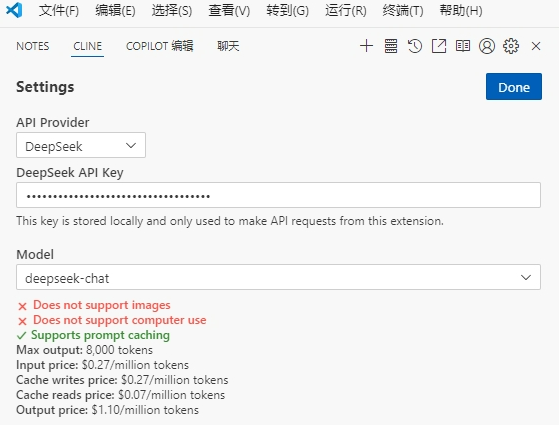 文件(F) 编辑(E) 选择(S) 查看(V) 转到(G) 运行(R) 终端(T) 帮助(H)
NOTES CLINE COPILOT 编辑 聊天
Settings Done
API Provider
DeepSeek
DeepSeek API Key
•••••••••••••••••••••••••••••••••••
This key is stored locally and only used to make API requests from this extension.
Model
deepseek-chat
Does not support images
Does not support computer use
Supports prompt caching
Max output: 8,000 tokens
Input price: $0.27/million tokens
Cache writes price: $0.27/million tokens
Cache reads price: $0.07/million tokens
Output price: $1.10/million tokens